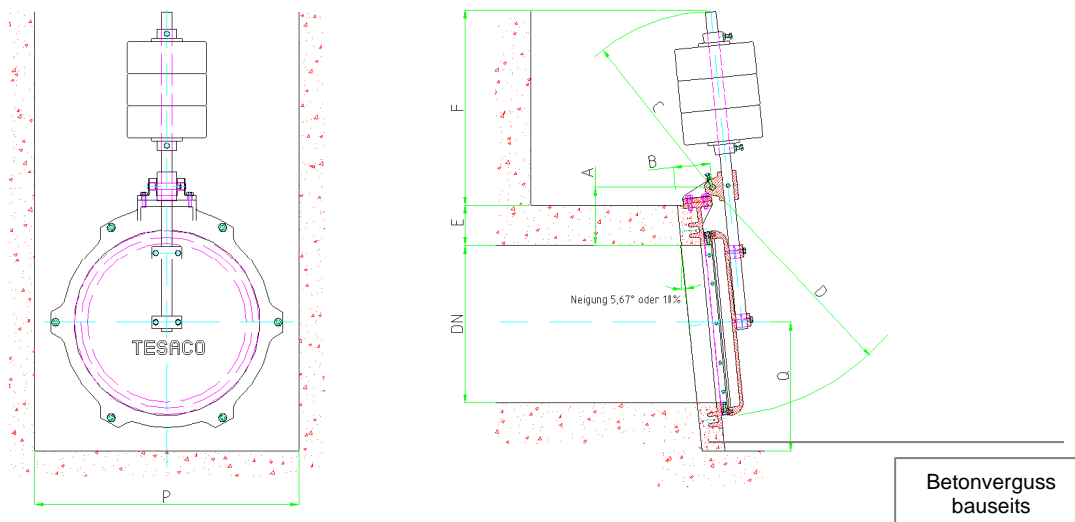 TESACO
P
F
E
DN
A
B
C
D
Q
Neigung 5,67° oder 10%
Betonverguss
bauseits